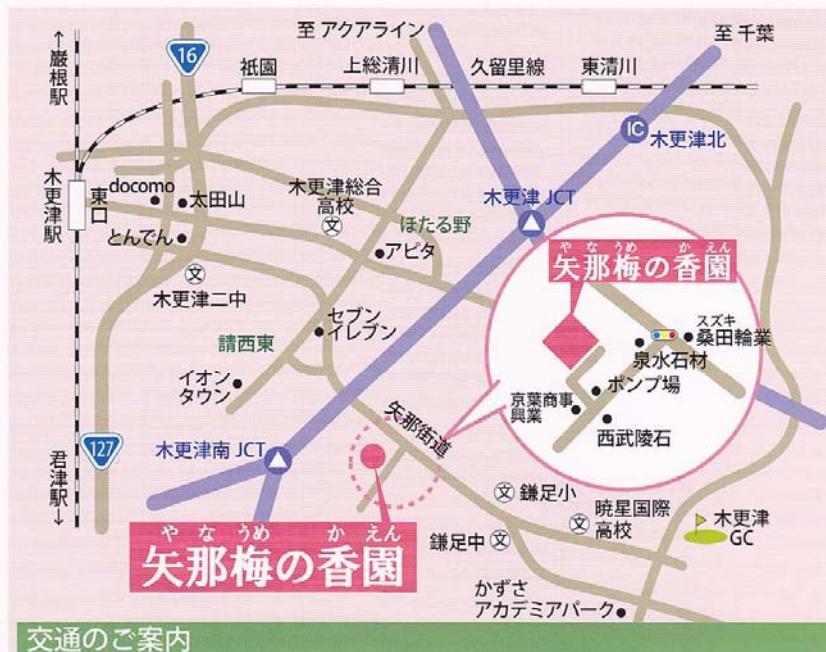 至 アクアライン
至 千葉
↑巌根駅
16
祇園
上総清川
久留里線
東清川
IC
木更津北
木更津駅
東口
docomo
太田山
とんでん
木更津総合
高校
文
木更津 JCT
ほたる野
アピタ
文
木更津二中
やなうめ かえん
矢那梅の香園
スズキ
桑田輪業
泉水石材
ポンプ場
京葉商事
興業
西武陵石
セブン
イレブン
請西東
イオン
タウン
矢那街道
木更津南 JCT
127
君津駅↓
やなうめ かえん
矢那梅の香園
文
鎌足小
文
暁星国際
高校
鎌足中
文
木更津
GC
かずさ
アカデミアパーク
交通のご案内